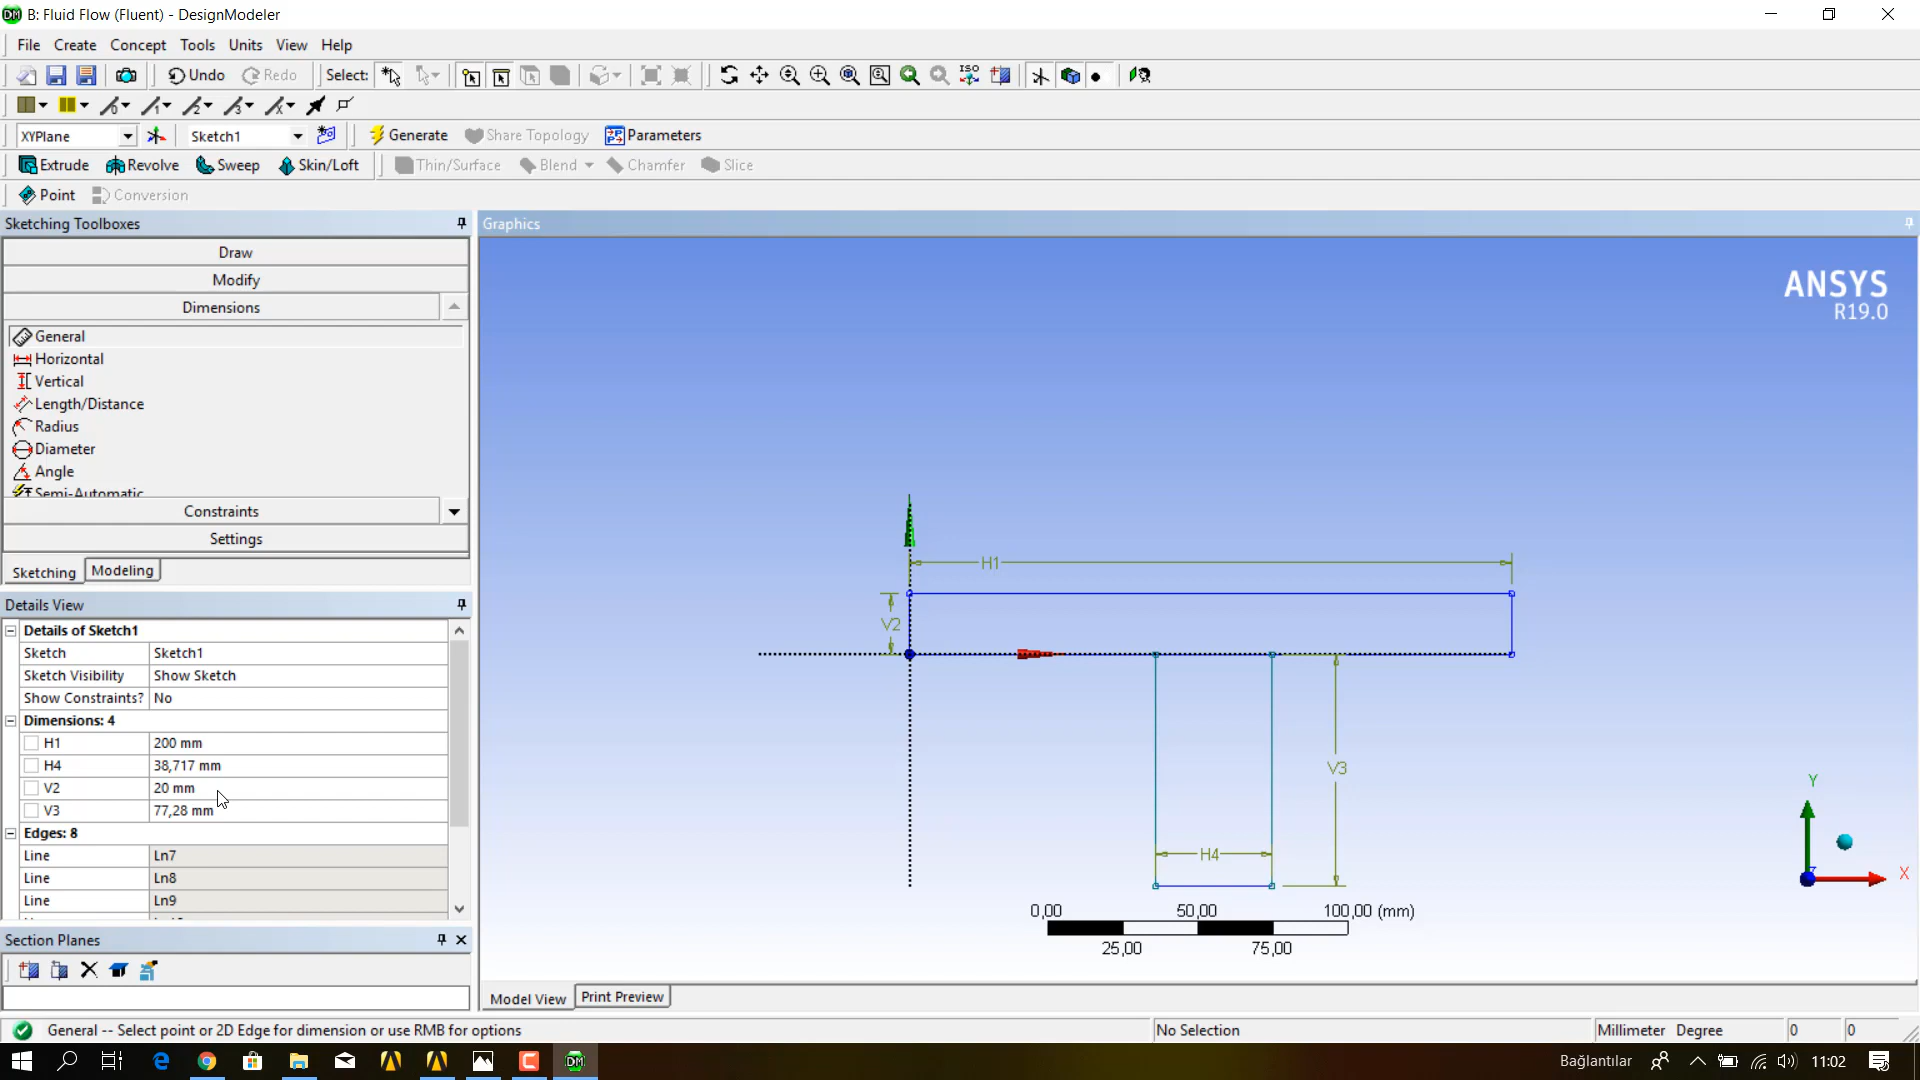 B: Fluid Flow (Fluent) - DesignModeler
File Create Concept Tools Units View Help
Undo Redo Select: ISO
XYPlane Sketch1 Generate Share Topology Parameters
Extrude Revolve Sweep Skin/Loft Thin/Surface Blend Chamfer Slice
Point Conversion
Sketching Toolboxes
Draw
Modify
Dimensions
General
Horizontal
Vertical
Length/Distance
Radius
Diameter
Angle
Semi-Automatic
Constraints
Settings
Sketching Modeling
Details View
Details of Sketch1
Sketch Sketch1
Sketch Visibility Show Sketch
Show Constraints? No
Dimensions: 4
H1 200 mm
H4 38,717 mm
V2 20 mm
V3 77,28 mm
Edges: 8
Line Ln7
Line Ln8
Line Ln9
Section Planes
Graphics
ANSYS
R19.0
H1
V2
V3
H4
0,00 50,00 100,00 (mm)
25,00 75,00
Y
X
Model View Print Preview
General -- Select point or 2D Edge for dimension or use RMB for options No Selection Millimeter Degree 0 0
DM Bağlantılar 11:02